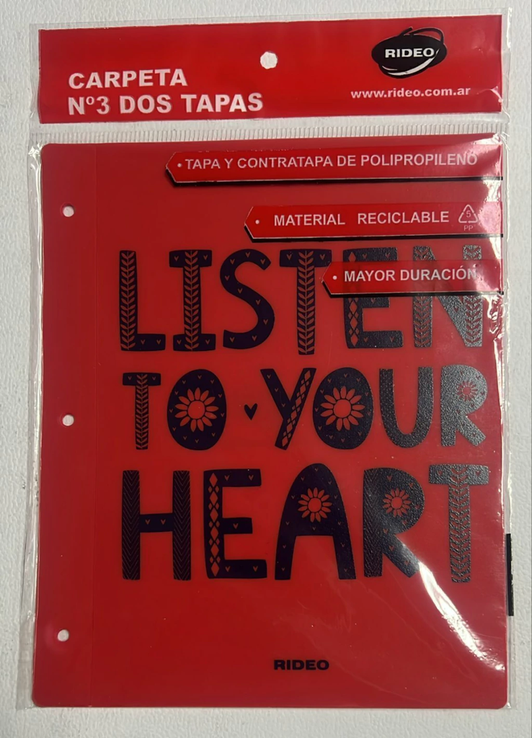 RIDEO
CARPETA
Nº3 DOS TAPAS
www.rideo.com.ar
• TAPA Y CONTRATAPA DE POLIPROPILENO
• MATERIAL RECICLABLE
5
PP
• MAYOR DURACIÓN
LISTEN
TO YOUR
HEART
RIDEO